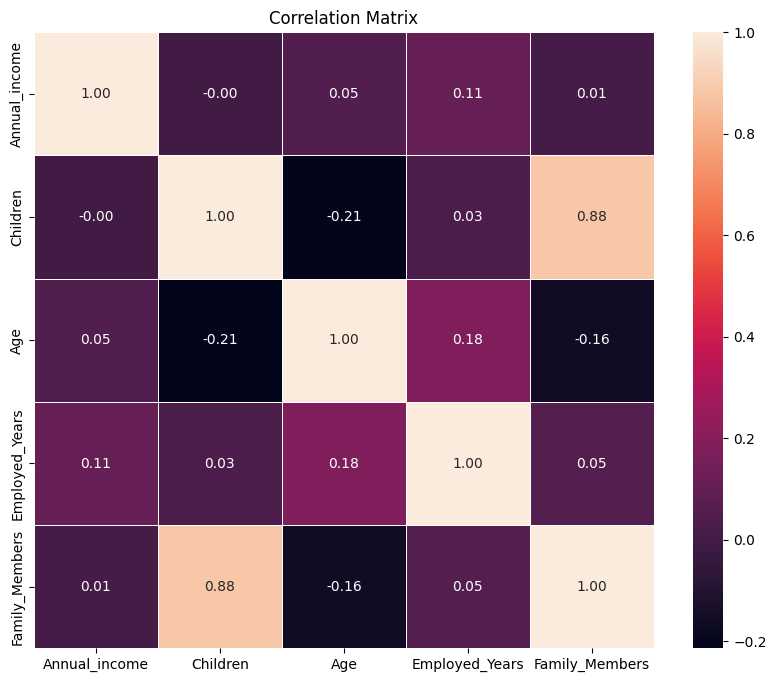 Correlation Matrix
Annual_income
1.00 -0.00 0.05 0.11 0.01
Children
-0.00 1.00 -0.21 0.03 0.88
Age
0.05 -0.21 1.00 0.18 -0.16
Employed_Years
0.11 0.03 0.18 1.00 0.05
Family_Members
0.01 0.88 -0.16 0.05 1.00
Annual_income Children Age Employed_Years Family_Members
1.0
0.8
0.6
0.4
0.2
0.0
−0.2